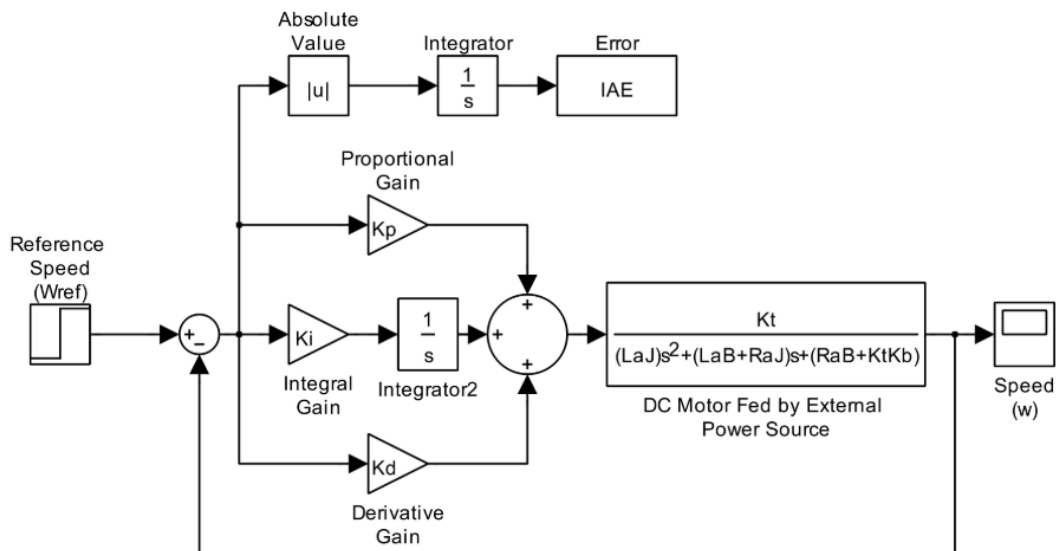 Absolute
Value
|u|
Integrator
1
s
Error
IAE
Proportional
Gain
Kp
Reference
Speed
(Wref)
+
−
Ki
Integral
Gain
1
s
Integrator2
+
+
+
Kt
(LaJ)s²+(LaB+RaJ)s+(RaB+KtKb)
DC Motor Fed by External
Power Source
Speed
(w)
Kd
Derivative
Gain